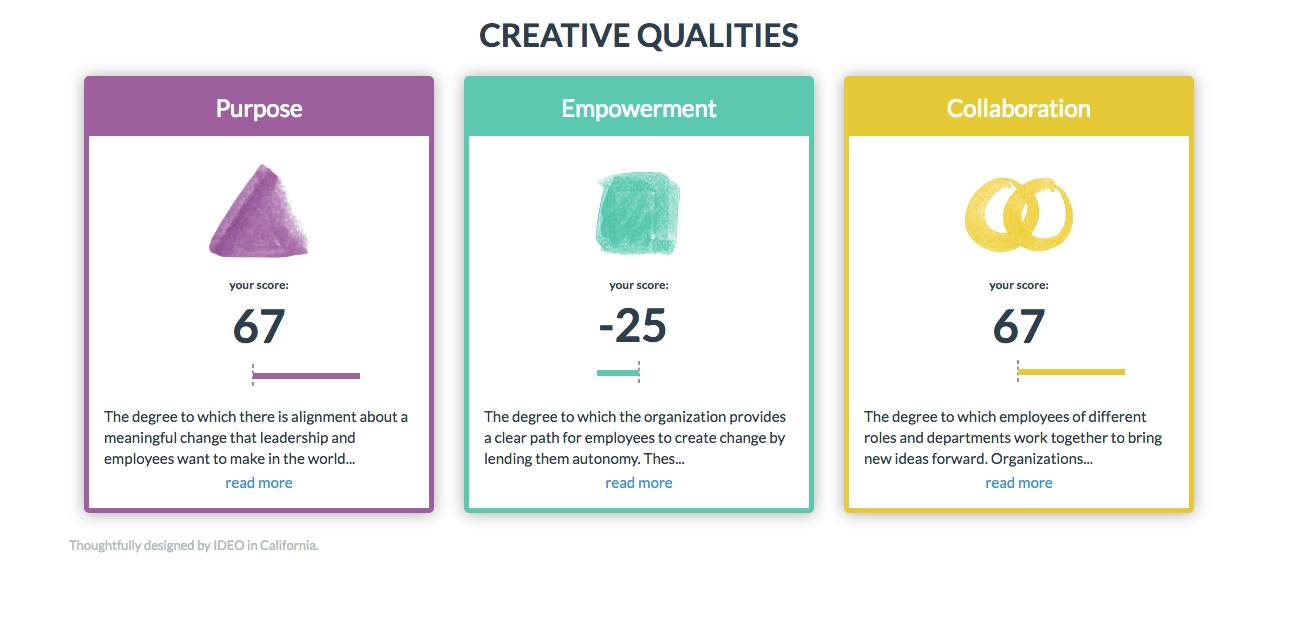 CREATIVE QUALITIES
Purpose
your score:
67
The degree to which there is alignment about a
meaningful change that leadership and
employees want to make in the world...
read more
Empowerment
your score:
-25
The degree to which the organization provides
a clear path for employees to create change by
lending them autonomy. Thes...
read more
Collaboration
your score:
67
The degree to which employees of different
roles and departments work together to bring
new ideas forward. Organizations...
read more
Thoughtfully designed by IDEO in California.